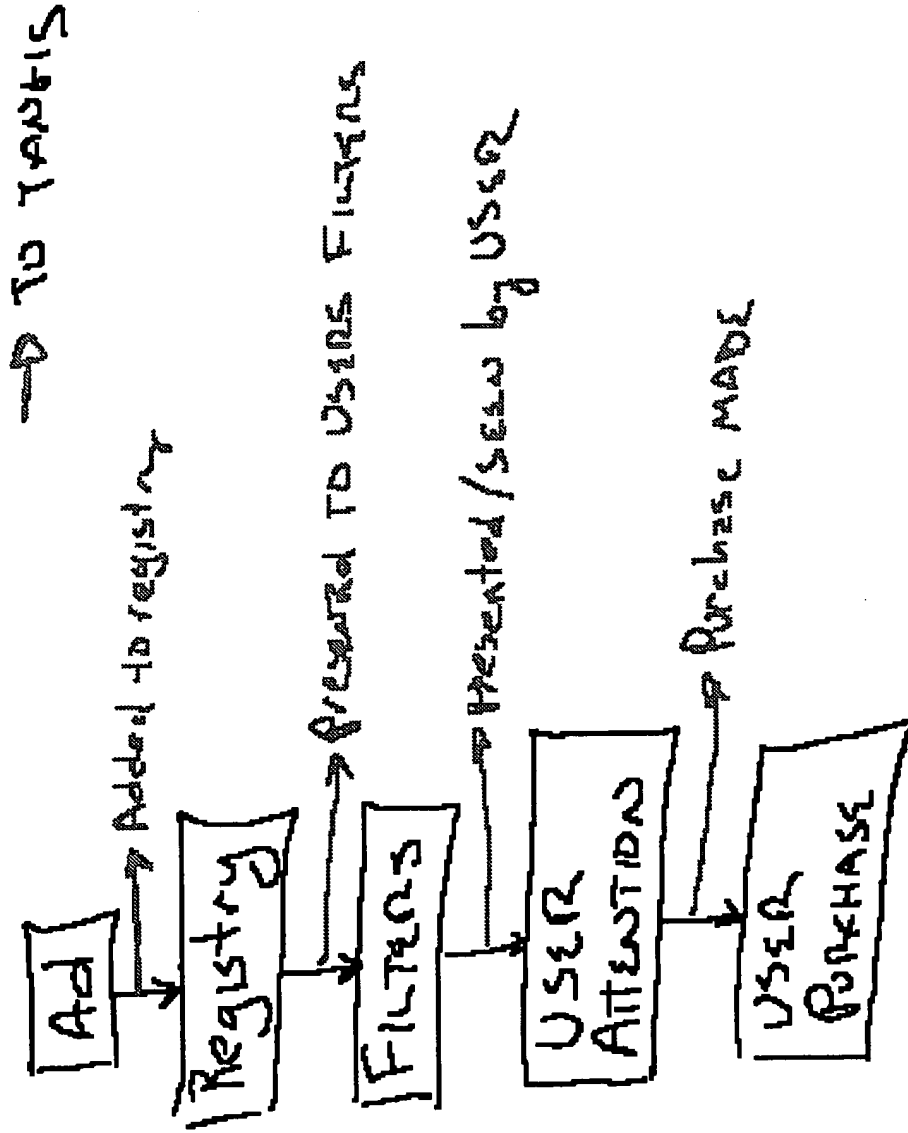 → TO TANGIS
Ad
Added to registry
Registry
Presented TO USERS FILTERS
FILTERS
Presented/seen by USER
USER
ATTENTION
Purchase MADE
USER
PURCHASE